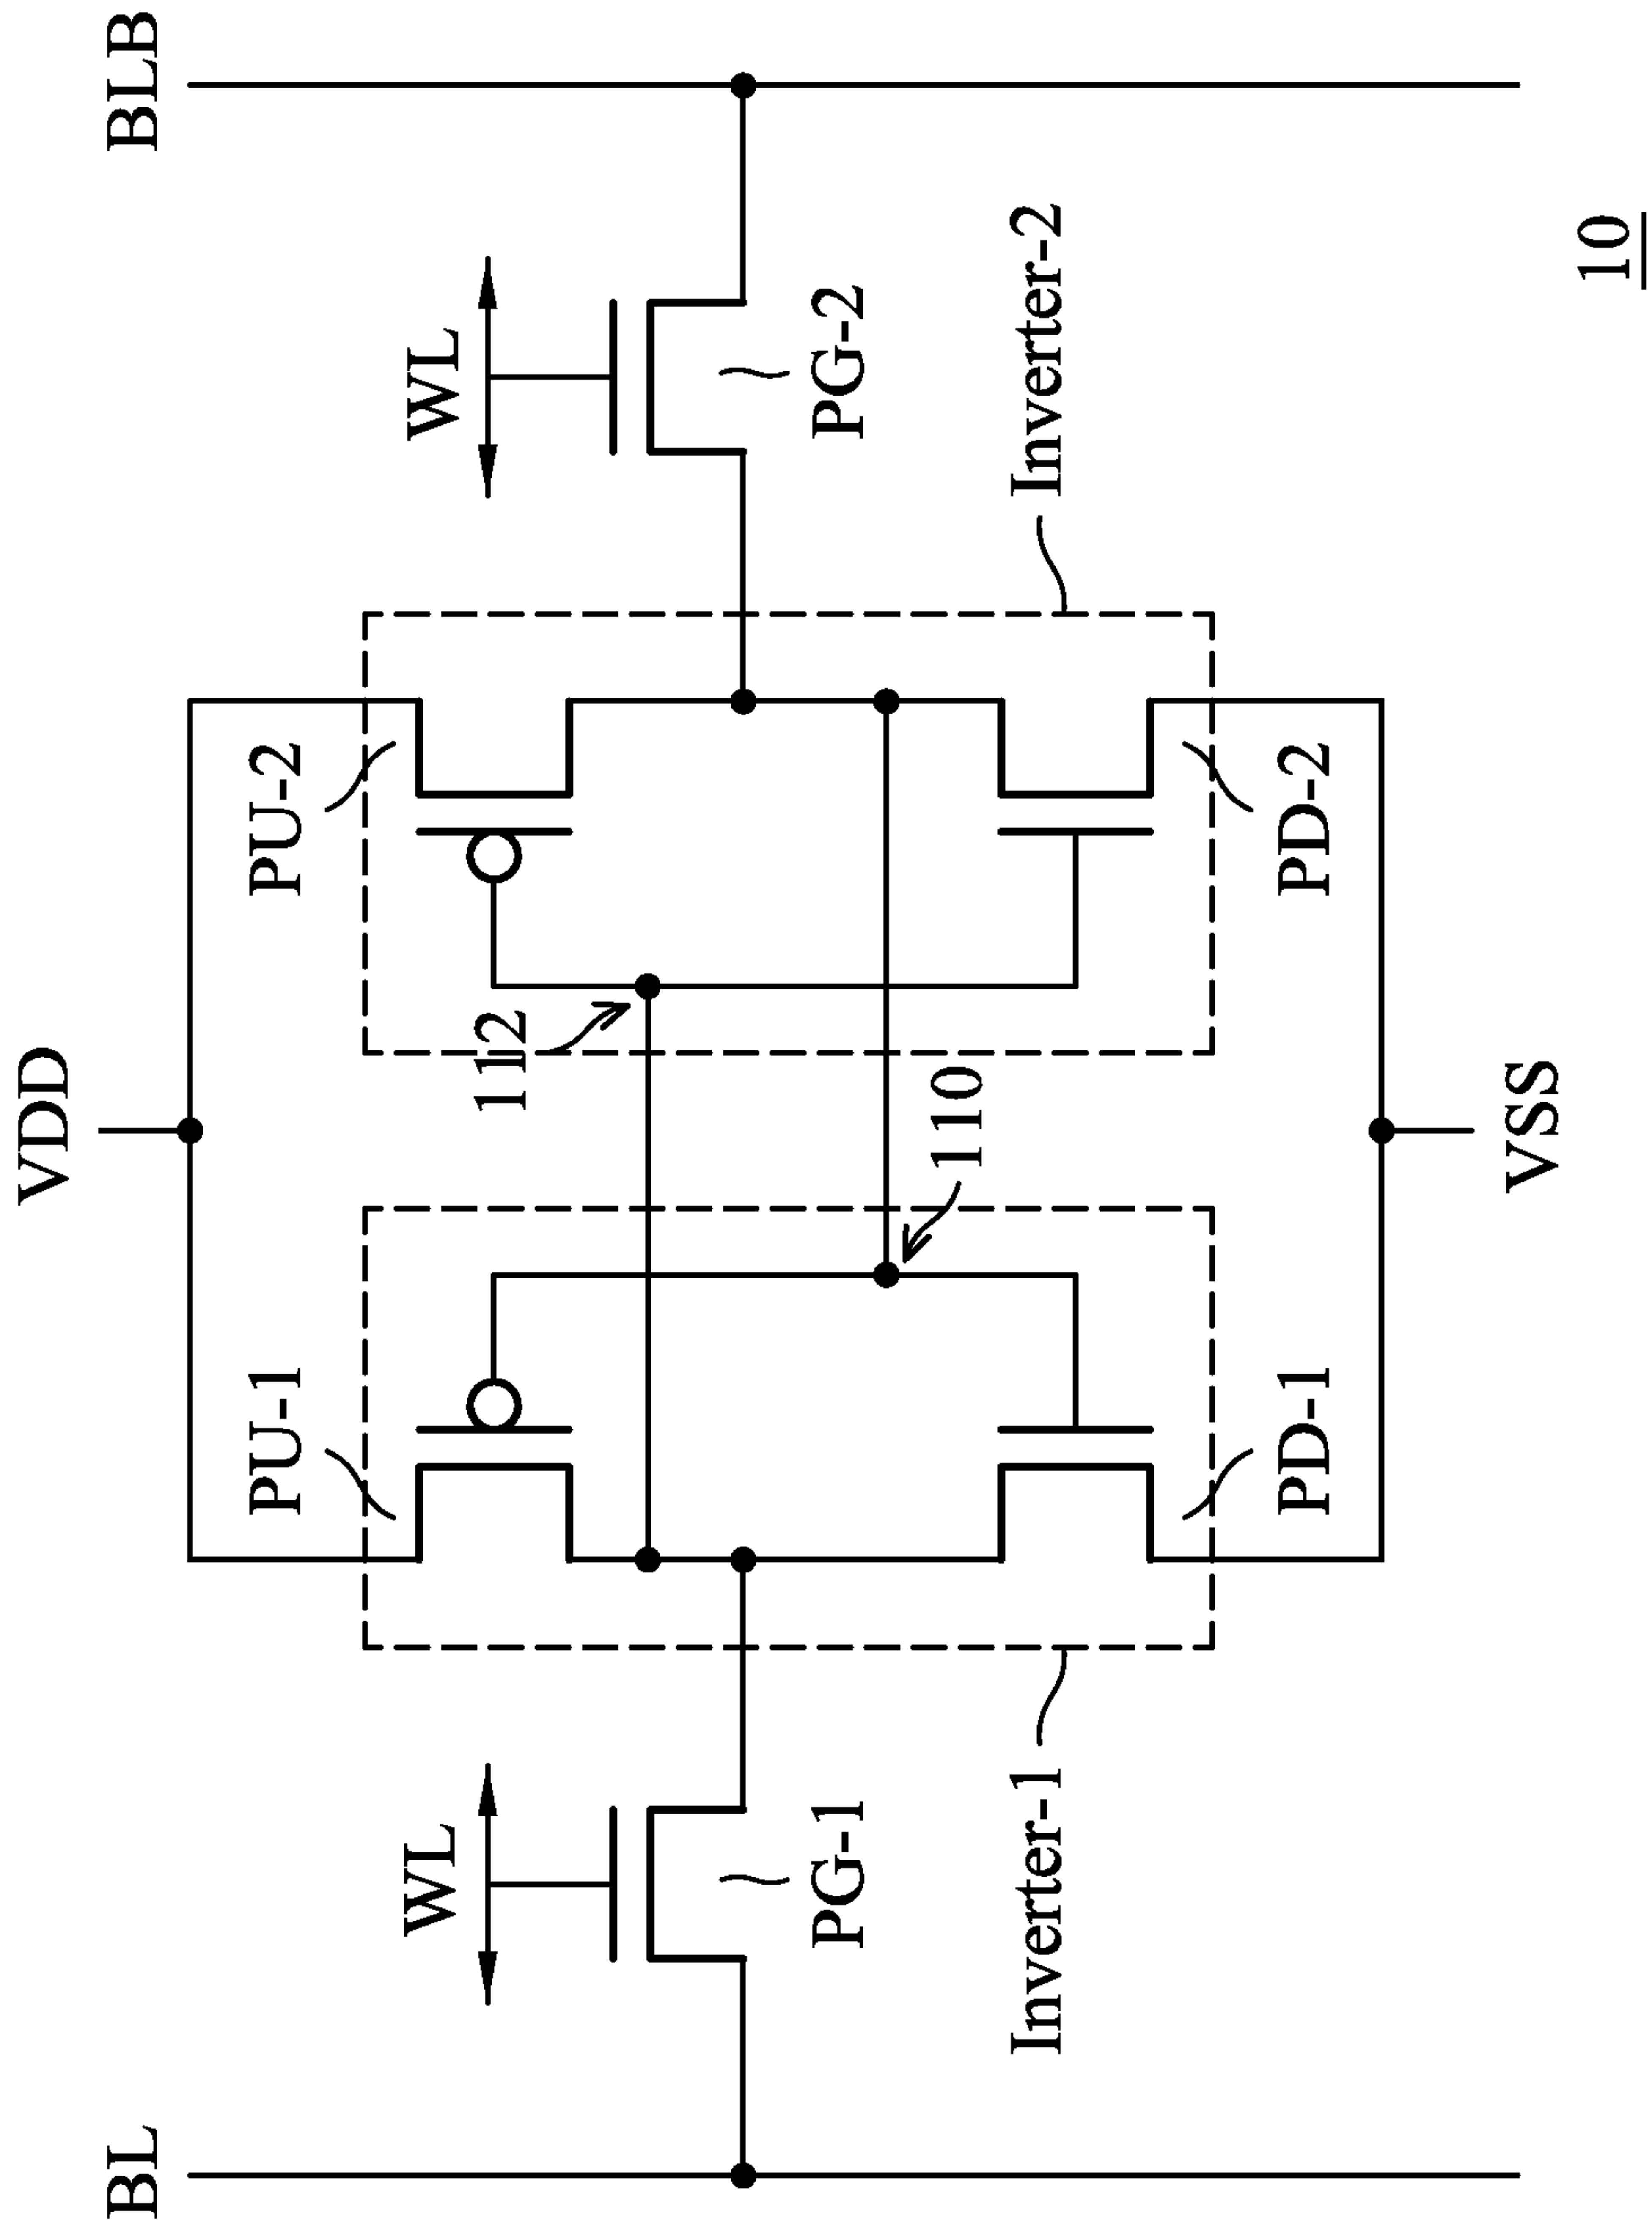 VDD
BL
BLB
PU-1
PU-2
WL
WL
112
PG-1
PG-2
110
Inverter-1
Inverter-2
PD-1
PD-2
VSS
10